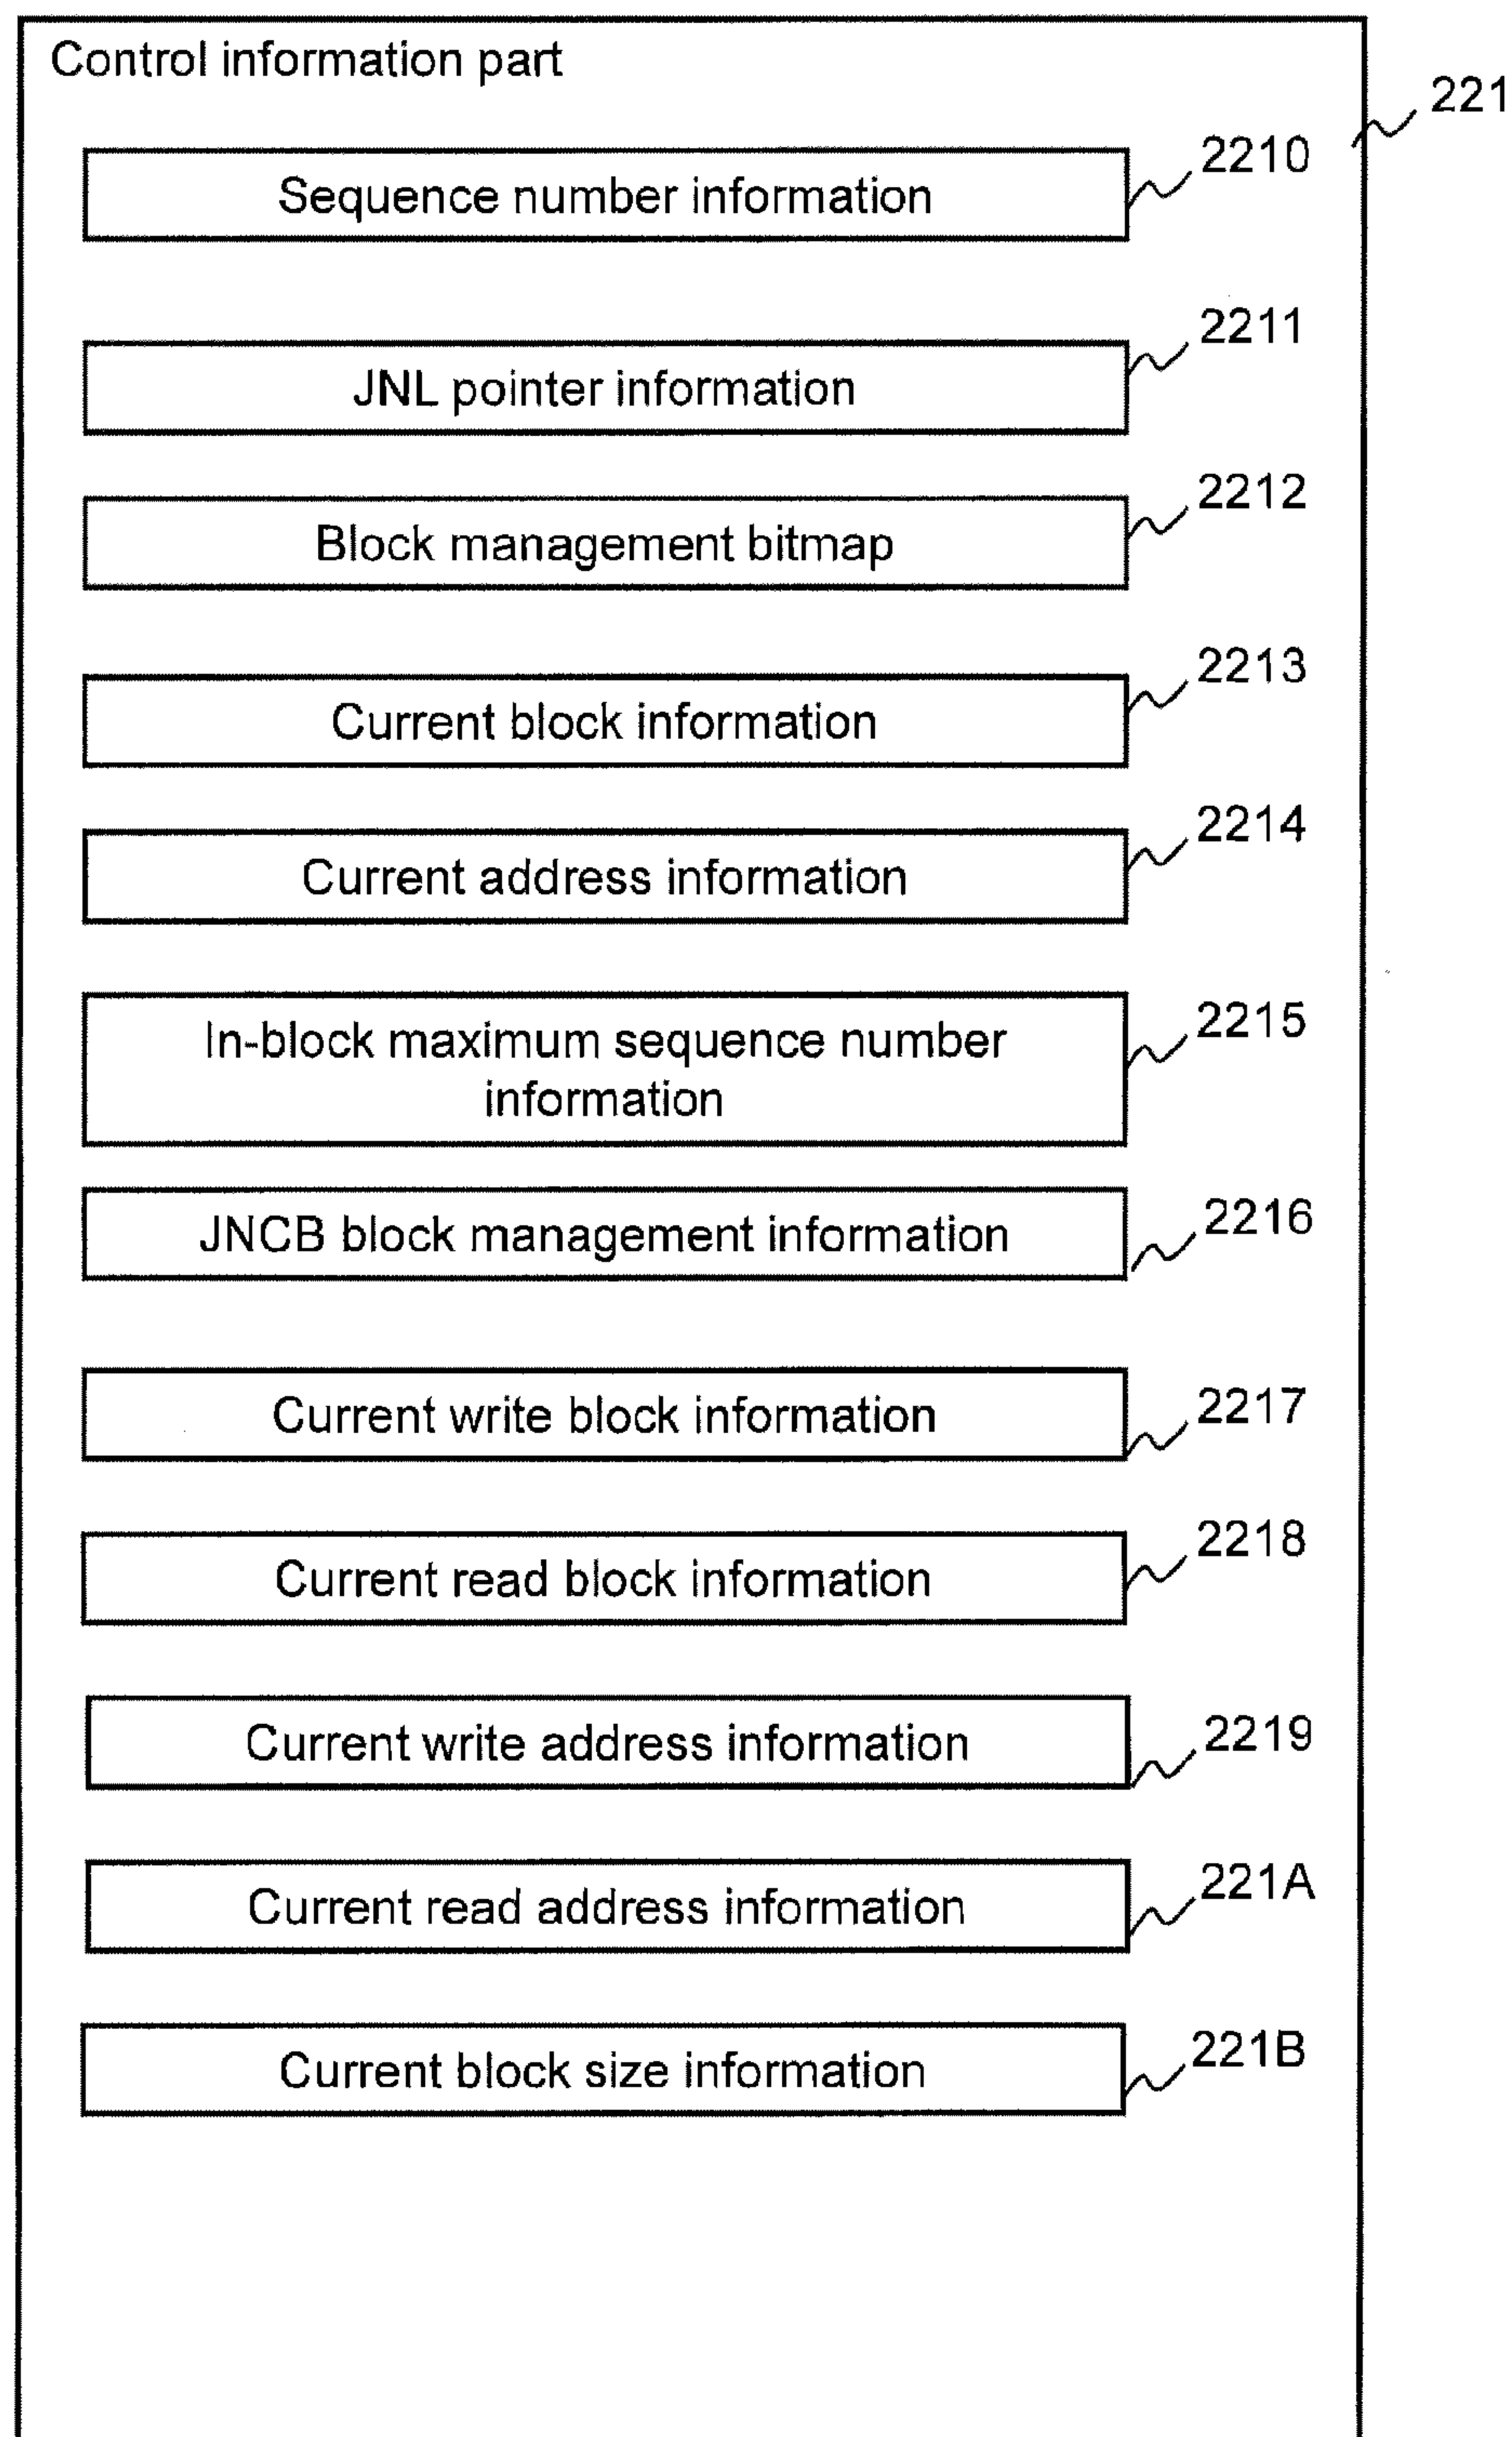 Control information part
221
Sequence number information
2210
JNL pointer information
2211
Block management bitmap
2212
Current block information
2213
Current address information
2214
In-block maximum sequence number
information
2215
JNCB block management information
2216
Current write block information
2217
Current read block information
2218
Current write address information
2219
Current read address information
221A
Current block size information
221B